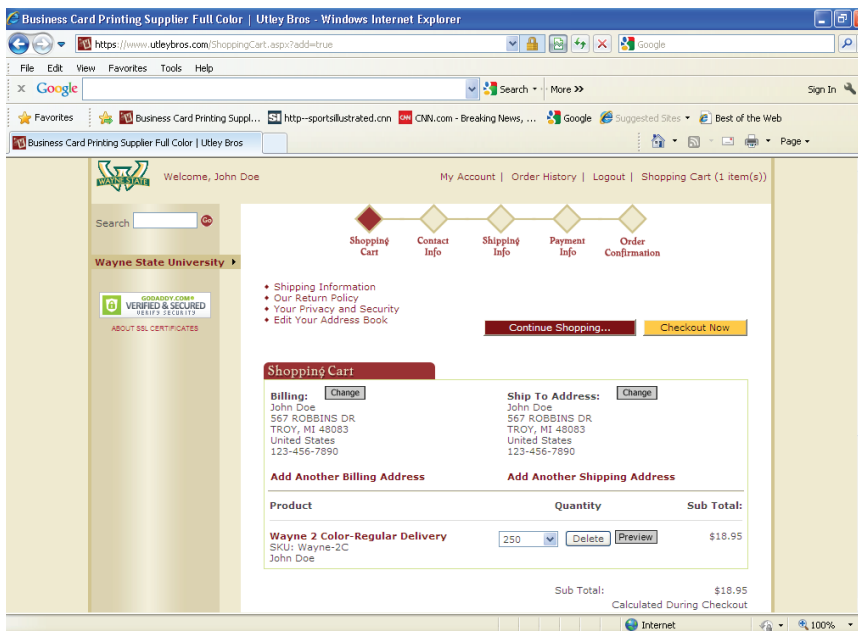 Business Card Printing Supplier Full Color | Utley Bros - Windows Internet Explorer
https://www.utleybros.com/ShoppingCart.aspx?add=true
Google
File Edit View Favorites Tools Help
x Google Search More >> Sign In
Favorites Business Card Printing Suppl... SI http--sportsillustrated.cnn CNN CNN.com - Breaking News, ... Google Suggested Sites Best of the Web
Business Card Printing Supplier Full Color | Utley Bros Page
WAYNE STATE Welcome, John Doe My Account | Order History | Logout | Shopping Cart (1 item(s))
Search Go
Shopping Cart
Contact Info
Shipping Info
Payment Info
Order Confirmation
Wayne State University
GODADDY.COM®
VERIFIED & SECURED
VERIFY SECURITY
ABOUT SSL CERTIFICATES
Shipping Information
Our Return Policy
Your Privacy and Security
Edit Your Address Book
Continue Shopping... Checkout Now
Shopping Cart
Billing: Change
John Doe
567 ROBBINS DR
TROY, MI 48083
United States
123-456-7890
Add Another Billing Address
Ship To Address: Change
John Doe
567 ROBBINS DR
TROY, MI 48083
United States
123-456-7890
Add Another Shipping Address
Product Quantity Sub Total:
Wayne 2 Color-Regular Delivery 250 Delete Preview $18.95
SKU: Wayne-2C
John Doe
Sub Total: $18.95
Calculated During Checkout
Internet 100%